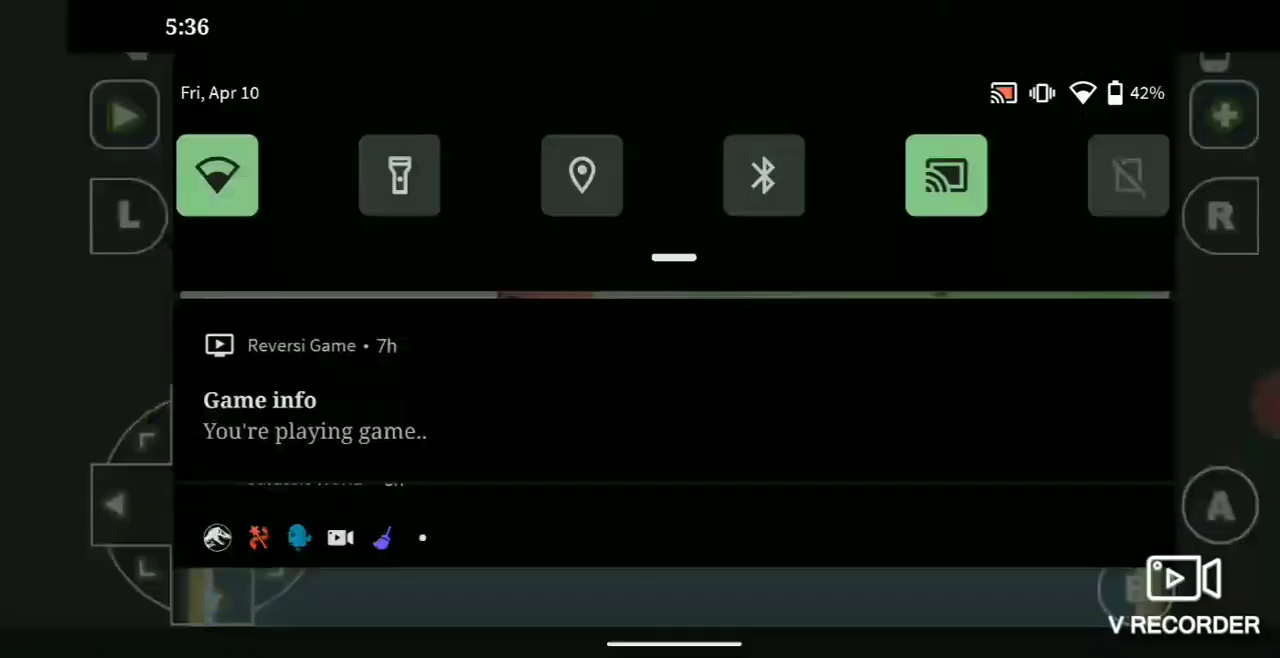 5:36
Fri, Apr 10
42%
L
R
Reversi Game • 7h
Game info
You're playing game..
A
V RECORDER